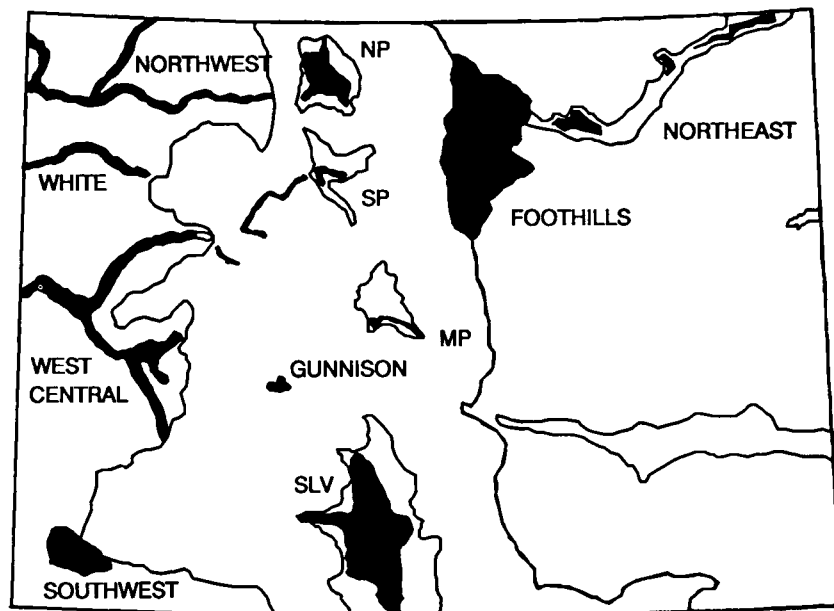 NP
NORTHWEST
NORTHEAST
WHITE
SP
FOOTHILLS
MP
WEST
CENTRAL
GUNNISON
SLV
SOUTHWEST